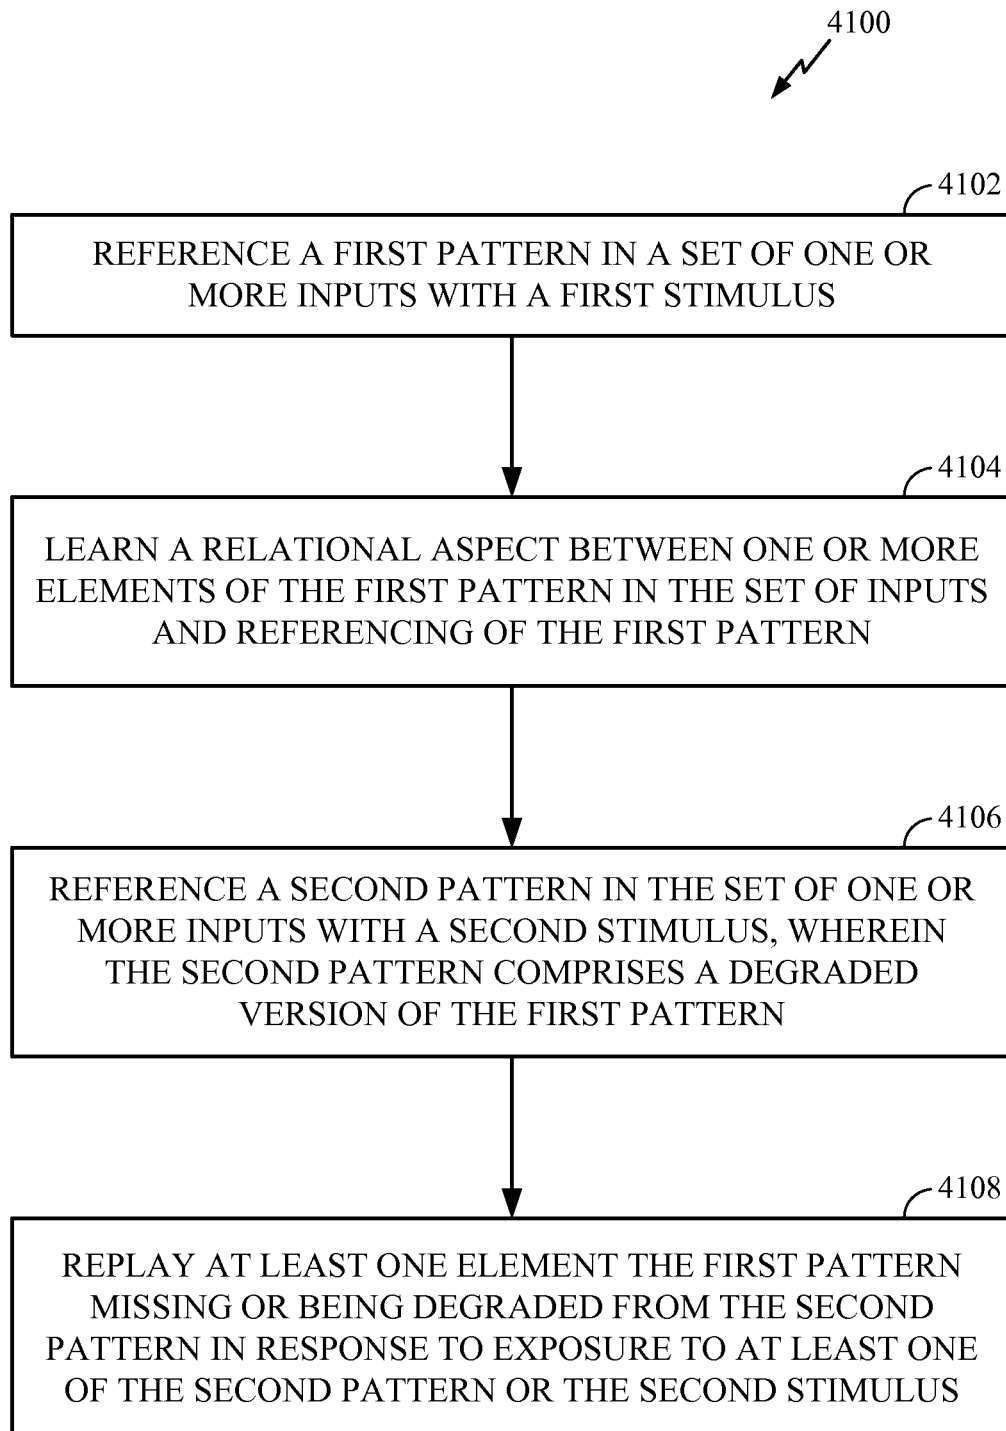 4100
4102
REFERENCE A FIRST PATTERN IN A SET OF ONE OR
MORE INPUTS WITH A FIRST STIMULUS
4104
LEARN A RELATIONAL ASPECT BETWEEN ONE OR MORE
ELEMENTS OF THE FIRST PATTERN IN THE SET OF INPUTS
AND REFERENCING OF THE FIRST PATTERN
4106
REFERENCE A SECOND PATTERN IN THE SET OF ONE OR
MORE INPUTS WITH A SECOND STIMULUS, WHEREIN
THE SECOND PATTERN COMPRISES A DEGRADED
VERSION OF THE FIRST PATTERN
4108
REPLAY AT LEAST ONE ELEMENT THE FIRST PATTERN
MISSING OR BEING DEGRADED FROM THE SECOND
PATTERN IN RESPONSE TO EXPOSURE TO AT LEAST ONE
OF THE SECOND PATTERN OR THE SECOND STIMULUS